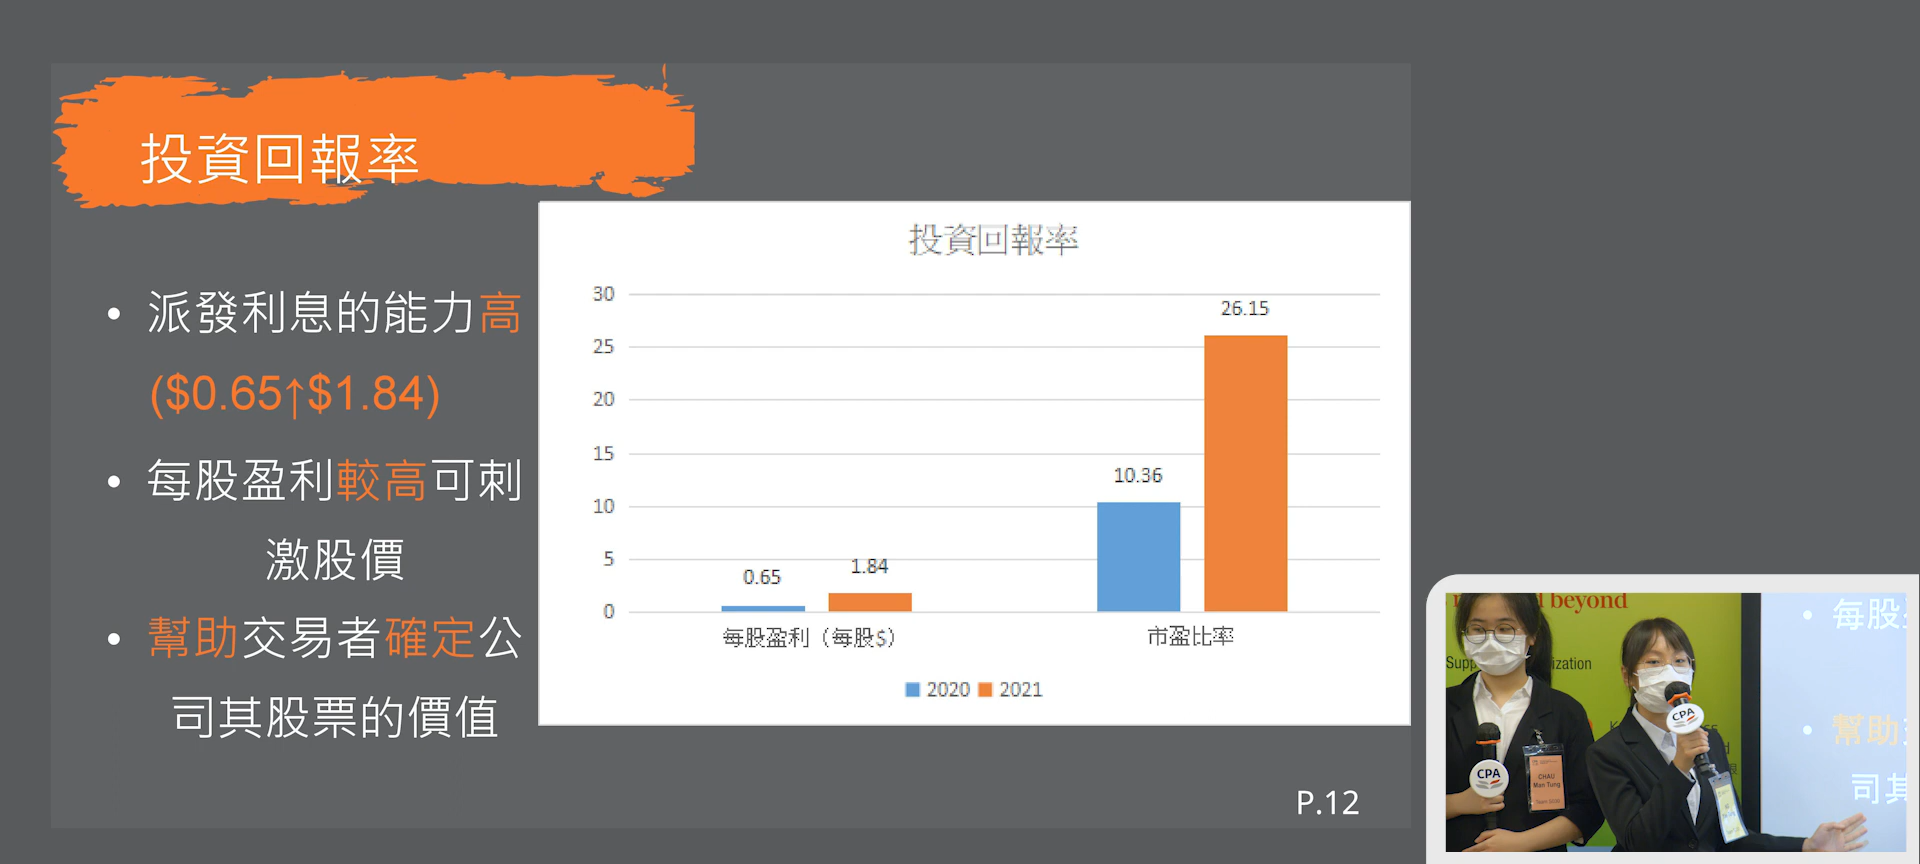 投資回報率
• 派發利息的能力高
($0.65↑$1.84)
• 每股盈利較高可刺
激股價
• 幫助交易者確定公
司其股票的價值
投資回報率
30
25
20
15
10
5
0
0.65
1.84
10.36
26.15
每股盈利（每股$）
市盈比率
2020
2021
P.12
beyond
ization
CPA
CPA
CHAU
Man Tung
• 每股
• 幫助
司其